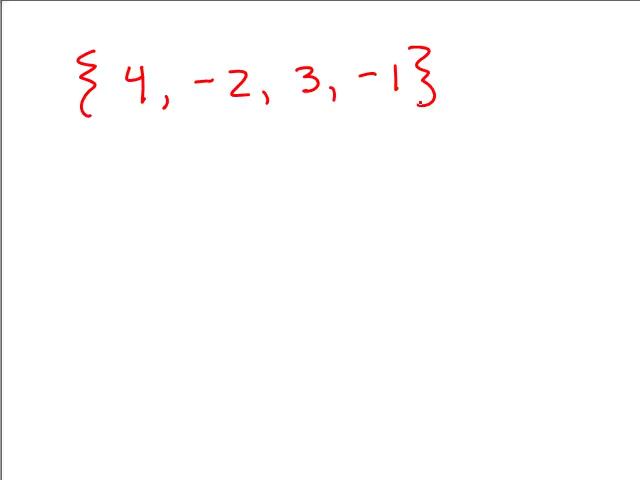 { 4, -2, 3, -1}